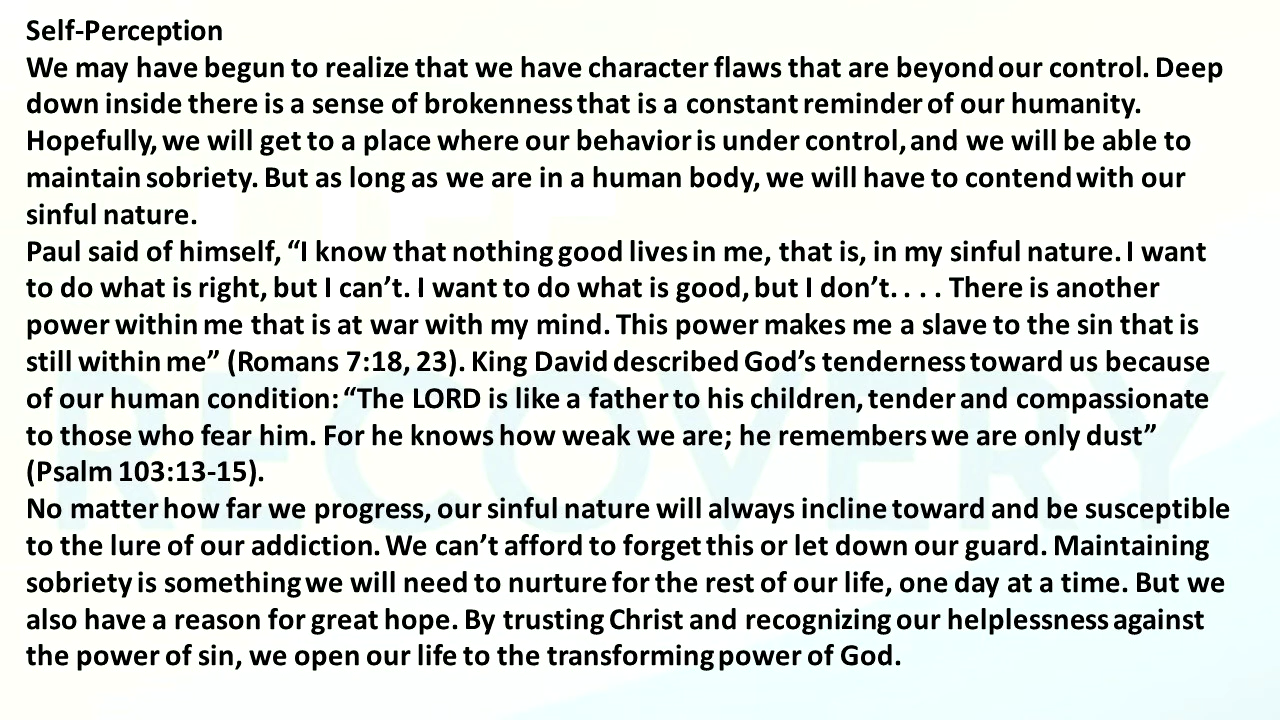 Self-Perception
We may have begun to realize that we have character flaws that are beyond our control. Deep
down inside there is a sense of brokenness that is a constant reminder of our humanity.
Hopefully, we will get to a place where our behavior is under control, and we will be able to
maintain sobriety. But as long as we are in a human body, we will have to contend with our
sinful nature.
Paul said of himself, “I know that nothing good lives in me, that is, in my sinful nature. I want
to do what is right, but I can’t. I want to do what is good, but I don’t. . . . There is another
power within me that is at war with my mind. This power makes me a slave to the sin that is
still within me” (Romans 7:18, 23). King David described God’s tenderness toward us because
of our human condition: “The LORD is like a father to his children, tender and compassionate
to those who fear him. For he knows how weak we are; he remembers we are only dust”
(Psalm 103:13-15).
No matter how far we progress, our sinful nature will always incline toward and be susceptible
to the lure of our addiction. We can’t afford to forget this or let down our guard. Maintaining
sobriety is something we will need to nurture for the rest of our life, one day at a time. But we
also have a reason for great hope. By trusting Christ and recognizing our helplessness against
the power of sin, we open our life to the transforming power of God.
LIFE
RECOVERY